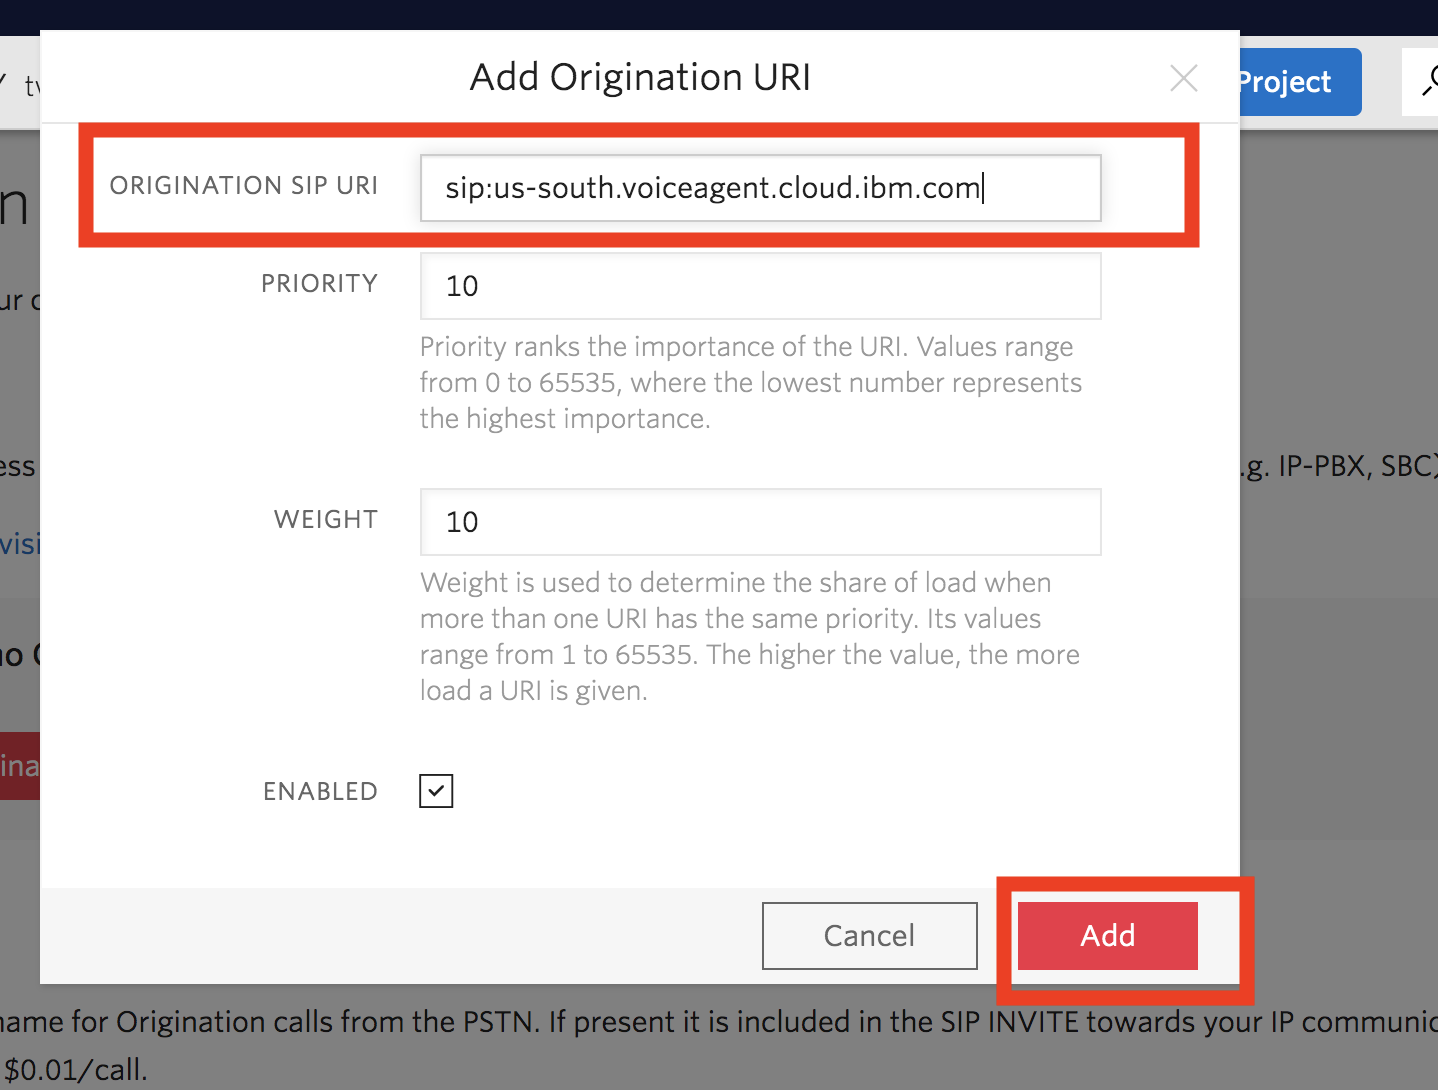 Add Origination URI
Project
ORIGINATION SIP URI
sip:us-south.voiceagent.cloud.ibm.com
PRIORITY
10
Priority ranks the importance of the URI. Values range
from 0 to 65535, where the lowest number represents
the highest importance.
.g. IP-PBX, SBC)
WEIGHT
10
Weight is used to determine the share of load when
more than one URI has the same priority. Its values
range from 1 to 65535. The higher the value, the more
load a URI is given.
ENABLED
Cancel
Add
name for Origination calls from the PSTN. If present it is included in the SIP INVITE towards your IP communic
$0.01/call.